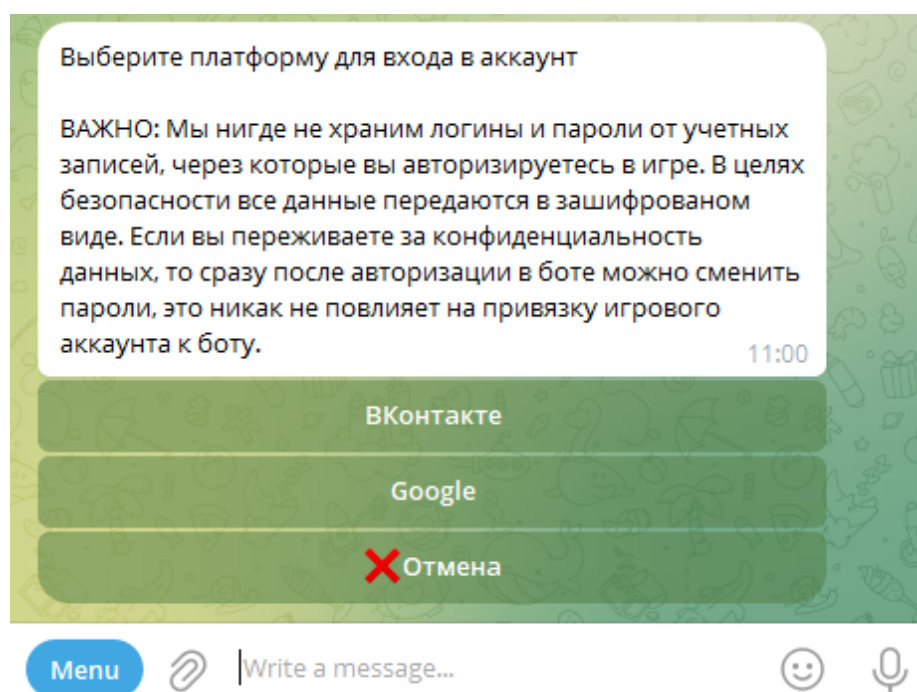 Выберите платформу для входа в аккаунт
ВАЖНО: Мы нигде не храним логины и пароли от учетных
записей, через которые вы авторизируетесь в игре. В целях
безопасности все данные передаются в зашифрованом
виде. Если вы переживаете за конфиденциальность
данных, то сразу после авторизации в боте можно сменить
пароли, это никак не повлияет на привязку игрового
аккаунта к боту.
11:00
ВКонтакте
Google
❌Отмена
Menu
Write a message...